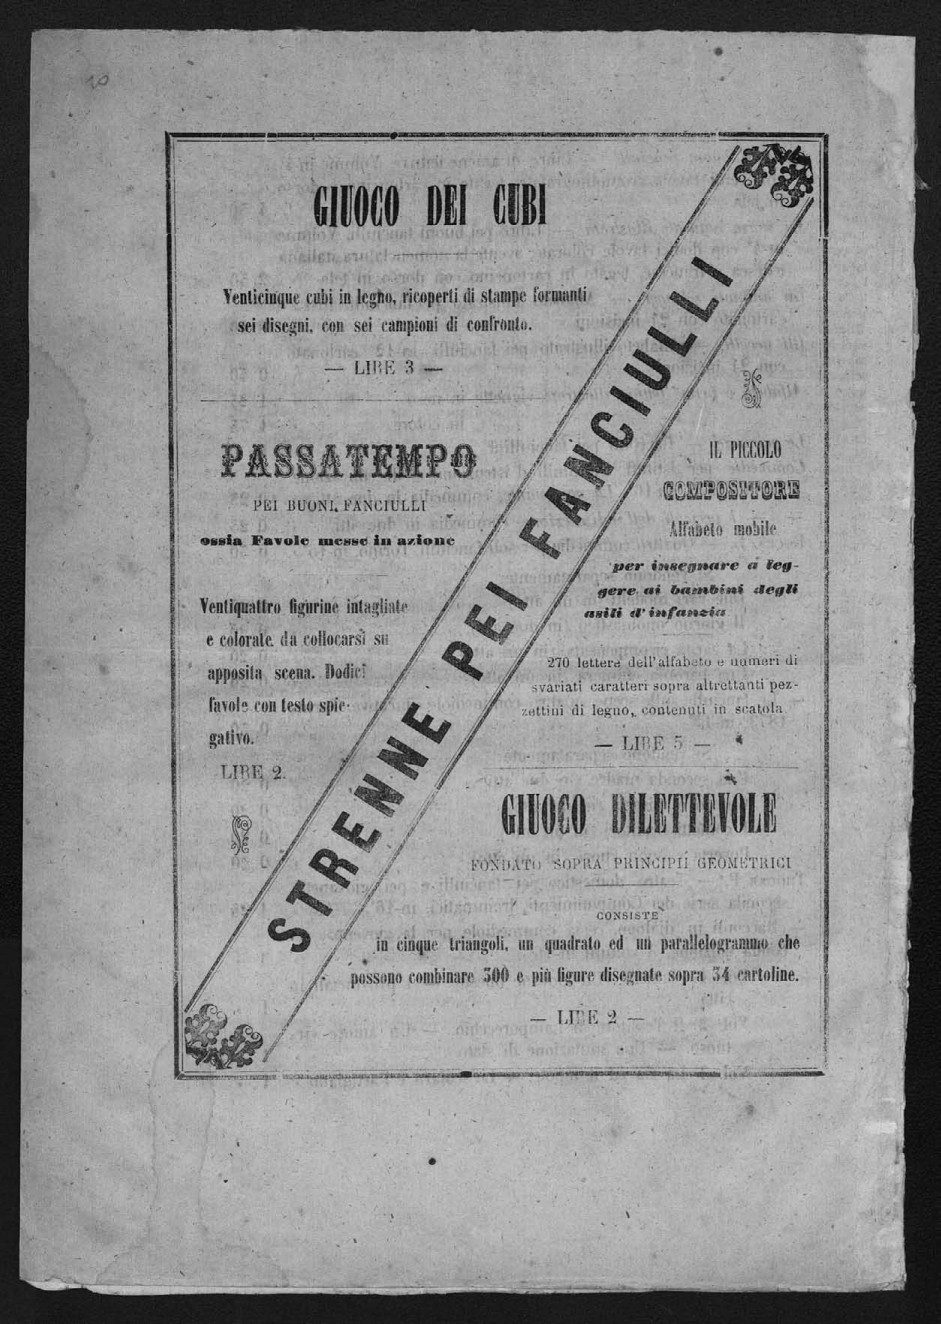 GIUOCO DEI CUBI
Venticinque cubi in legno, ricoperti di stampe formanti
sei disegni, con sei campioni di confronto.
— LIRE 3 —
PASSATEMPO
PEI BUONI FANCIULLI
ossia Favole messe in azione
Ventiquattro figurine intagliate
e colorate da collocarsi su
apposita scena. Dodici
favole con testo spie-
gativo.
LIRE 2.
STRENNE PEI FANCIULLI
IL PICCOLO
COMPOSITORE
Alfabeto mobile
per insegnare a leg-
gere ai bambini degli
asili d'infanzia
270 lettere dell'alfabeto e numeri di
svariati caratteri sopra altrettanti pez-
zettini di legno, contenuti in scatola
— LIRE 5 —
GIUOCO DILETTEVOLE
FONDATO SOPRA PRINCIPII GEOMETRICI
CONSISTE
in cinque triangoli, un quadrato ed un parallelogrammo che
possono combinare 300 e più figure disegnate sopra 34 cartoline.
— LIRE 2 —